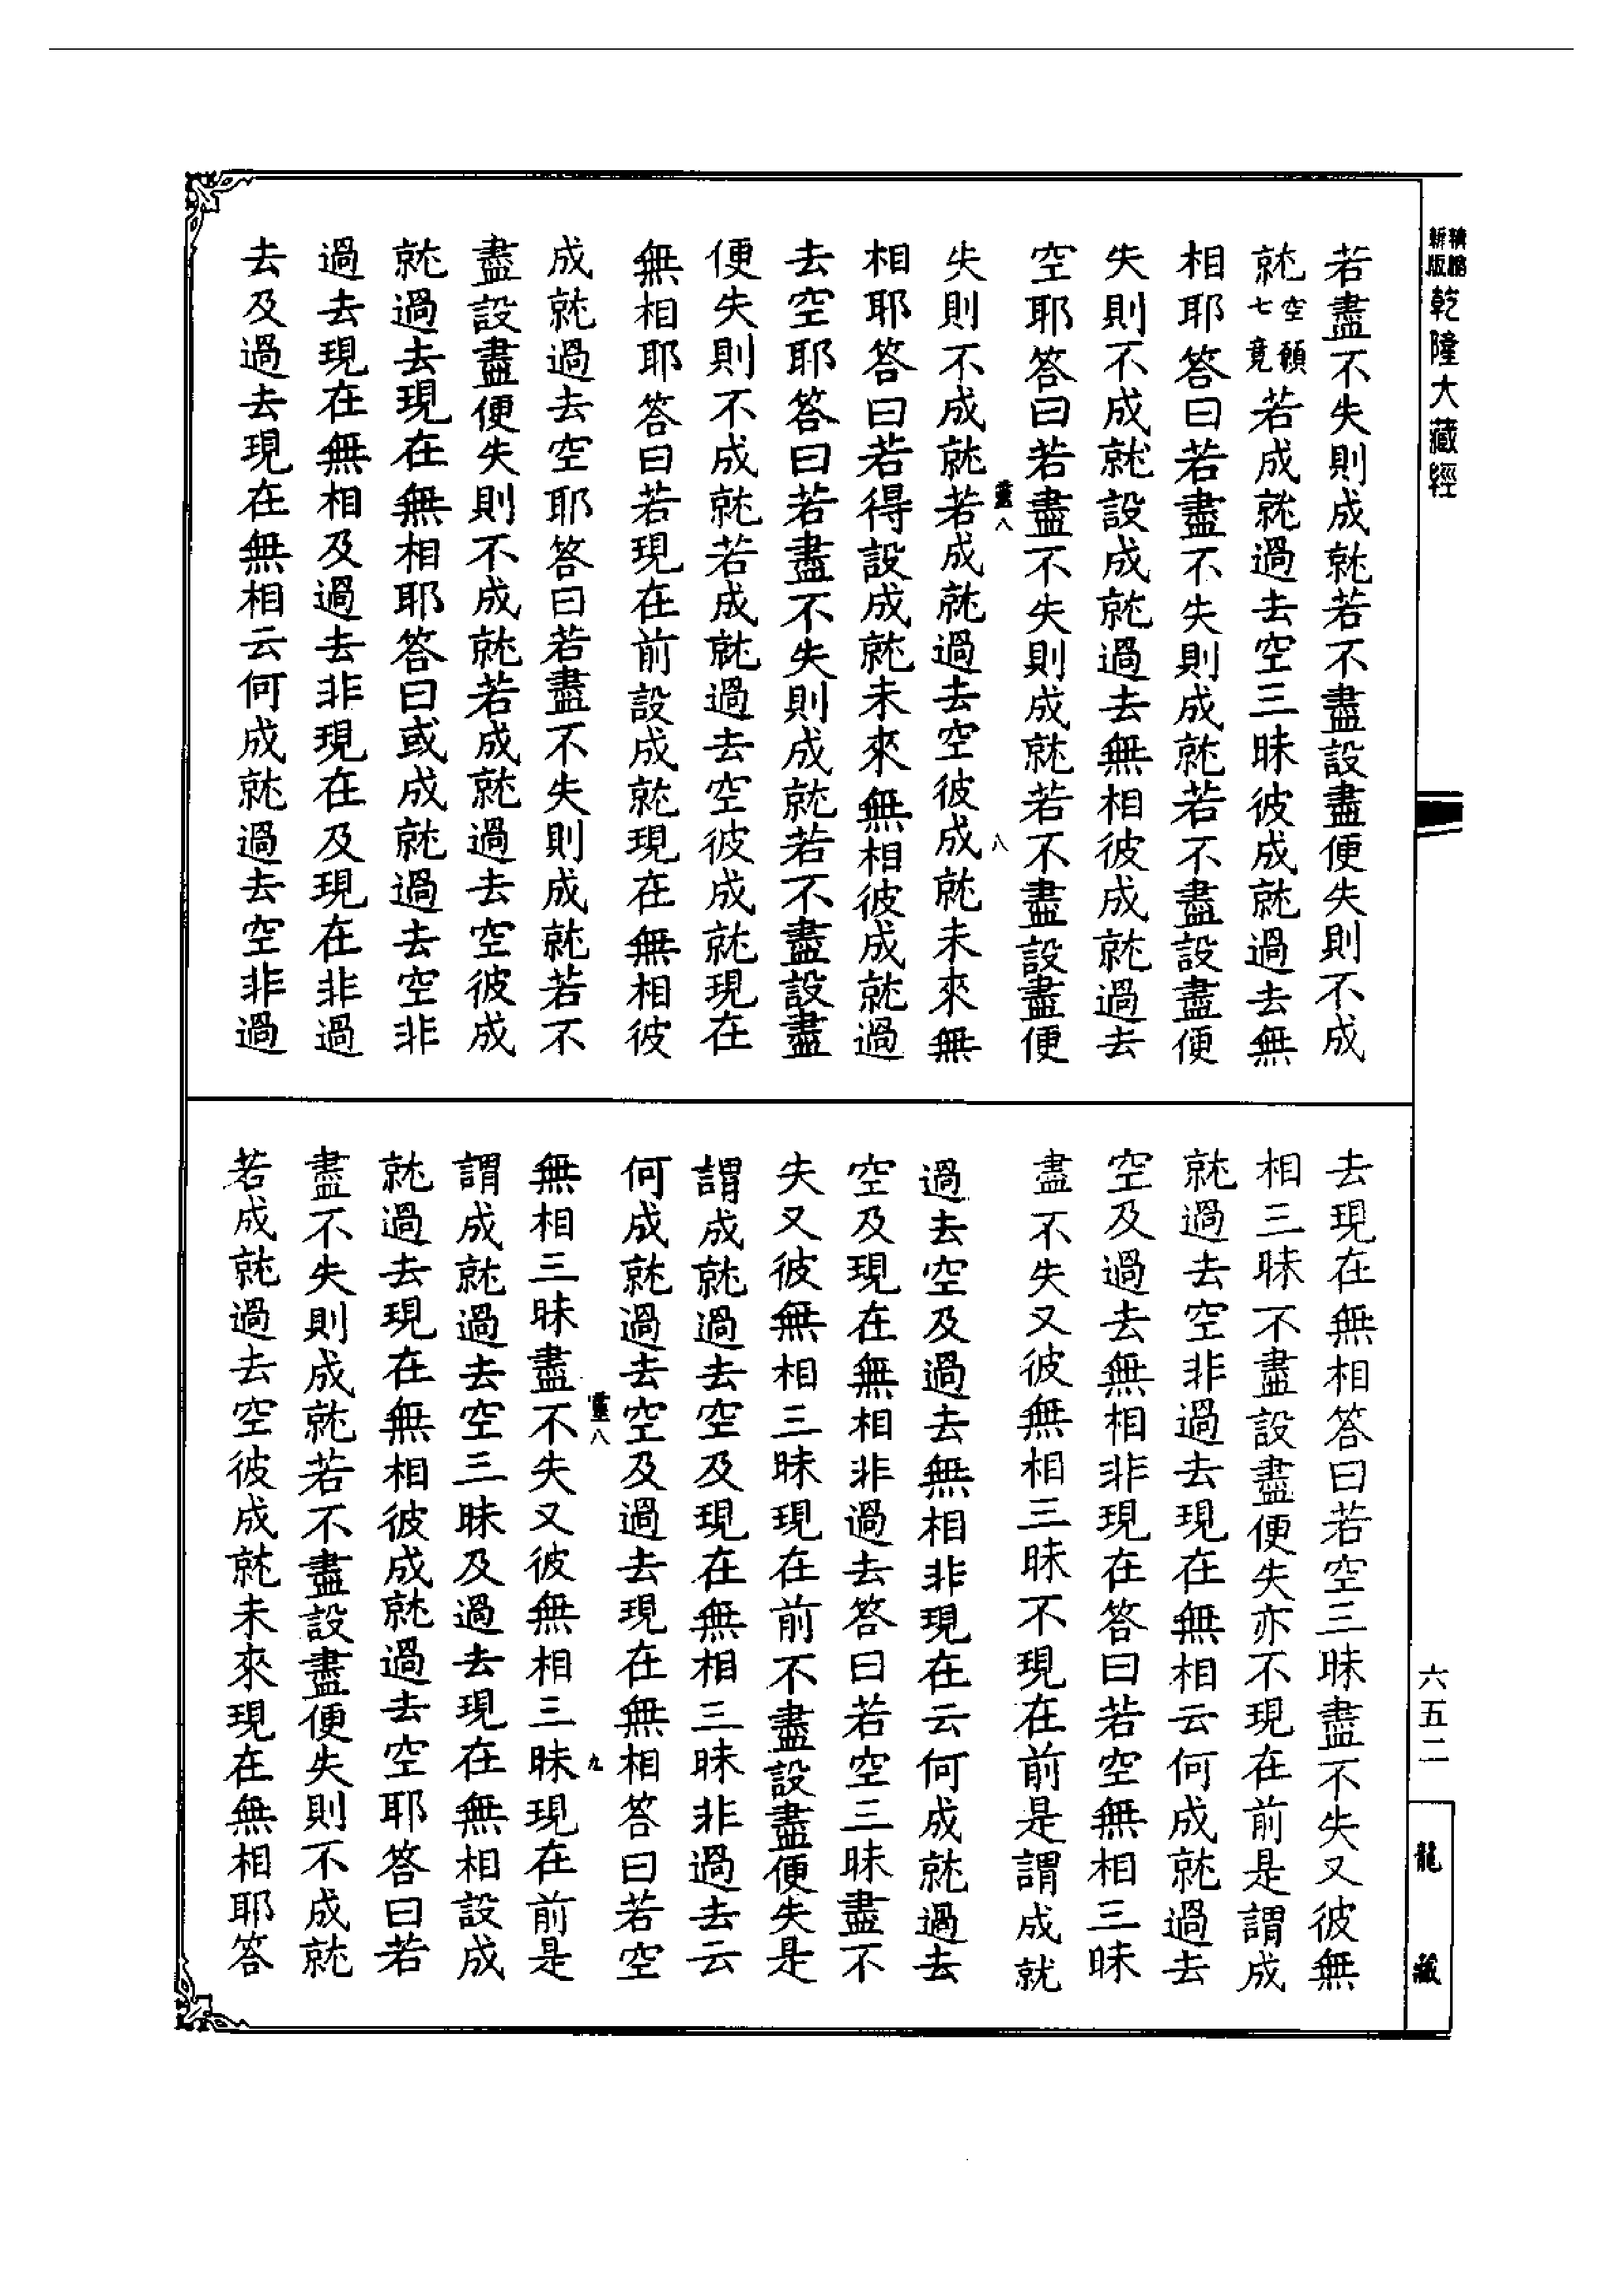 新版精縮乾隆大藏經
若盡不失則成就若不盡設盡便失則不成
就空願七竟若成就過去空三昧彼成就過去無
相耶答曰若盡不失則成就若不盡設盡便
失則不成就設成就過去無相彼成就過去
空耶答曰若盡不失則成就若不盡設盡便
失則不成就若成就過去空彼成就未來無
相耶答曰若得設成就未來無相彼成就過
去空耶答曰若盡不失則成就若不盡設盡
便失則不成就若成就過去空彼成就現在
無相耶答曰若現在前設成就現在無相彼
成就過去空耶答曰若盡不失則成就若不
盡設盡便失則不成就若成就過去空彼成
就過去現在無相耶答曰或成就過去空非
過去現在無相及過去非現在及現在非過
去及過去現在無相云何成就過去空非過
去現在無相答曰若空三昧盡不失又彼無
相三昧不盡設盡便失亦不現在前是謂成
就過去空非過去現在無相云何成就過去
空及過去無相非現在答曰若空無相三昧
盡不失又彼無相三昧不現在前是謂成就
過去空及過去無相非現在云何成就過去
空及現在無相非過去答曰若空三昧盡不
失又彼無相三昧現在前不盡設盡便失是
謂成就過去空及現在無相三昧非過去云
何成就過去空及過去現在無相答曰若空
無相三昧盡不失又彼無相三昧現在前是
謂成就過去空三昧及過去現在無相設成
就過去現在無相彼成就過去空耶答曰若
盡不失則成就若不盡設盡便失則不成就
若成就過去空彼成就未來現在無相耶答
八
八
八
九
六五二
龍藏